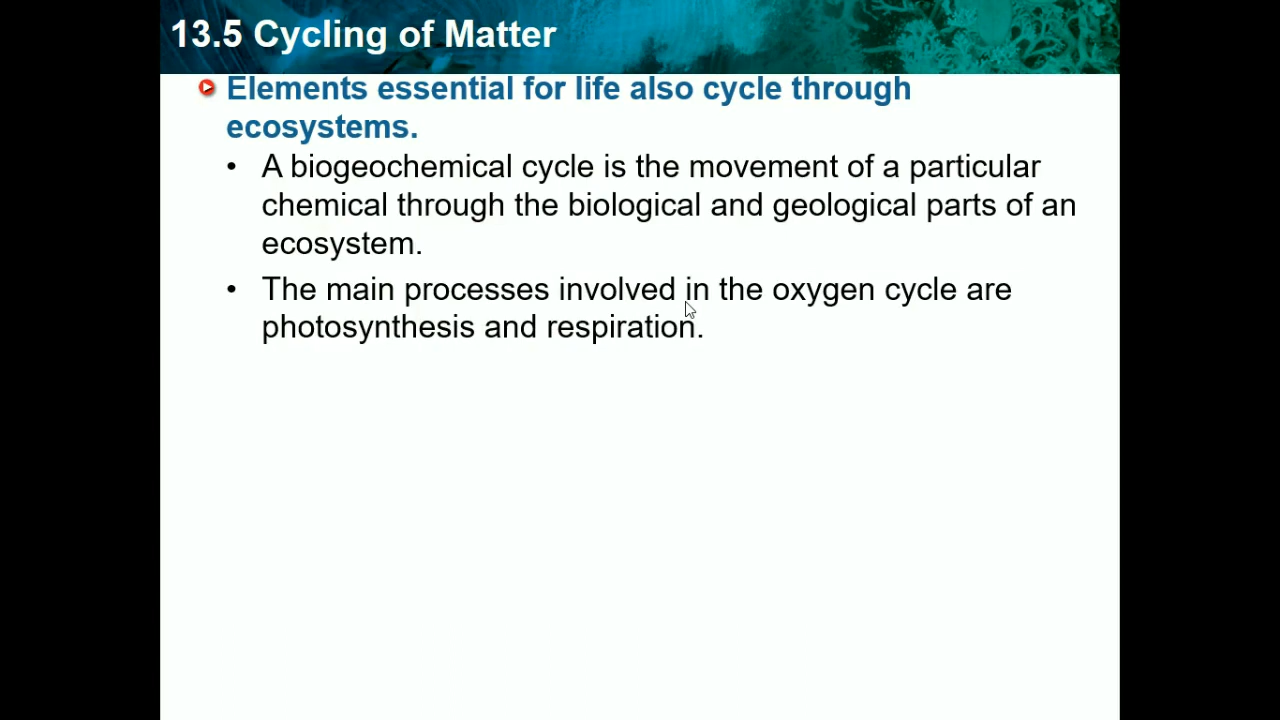 13.5 Cycling of Matter
Elements essential for life also cycle through
ecosystems.
• A biogeochemical cycle is the movement of a particular
chemical through the biological and geological parts of an
ecosystem.
• The main processes involved in the oxygen cycle are
photosynthesis and respiration.